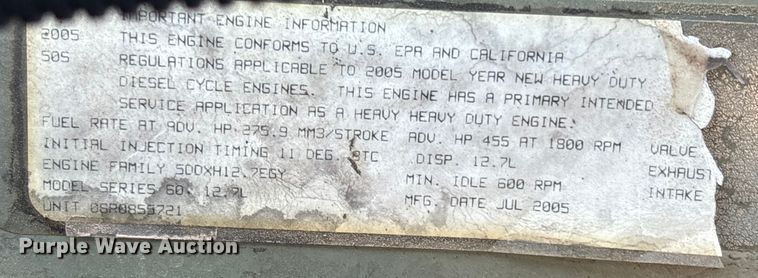 IMPORTANT ENGINE INFORMATION
2005 THIS ENGINE CONFORMS TO U.S. EPA AND CALIFORNIA
50S REGULATIONS APPLICABLE TO 2005 MODEL YEAR NEW HEAVY DUTY
DIESEL CYCLE ENGINES. THIS ENGINE HAS A PRIMARY INTENDED
SERVICE APPLICATION AS A HEAVY HEAVY DUTY ENGINE.
FUEL RATE AT ADV. HP 275.9 MM3/STROKE ADV. HP 455 AT 1800 RPM VALVE
INITIAL INJECTION TIMING 11 DEG. BTC DISP. 12.7L EXHAUST
ENGINE FAMILY 5DDXH12.7EGY MIN. IDLE 600 RPM INTAKE
MODEL SERIES 60, 12.7L MFG. DATE JUL 2005
UNIT 06R0855721
Purple Wave Auction